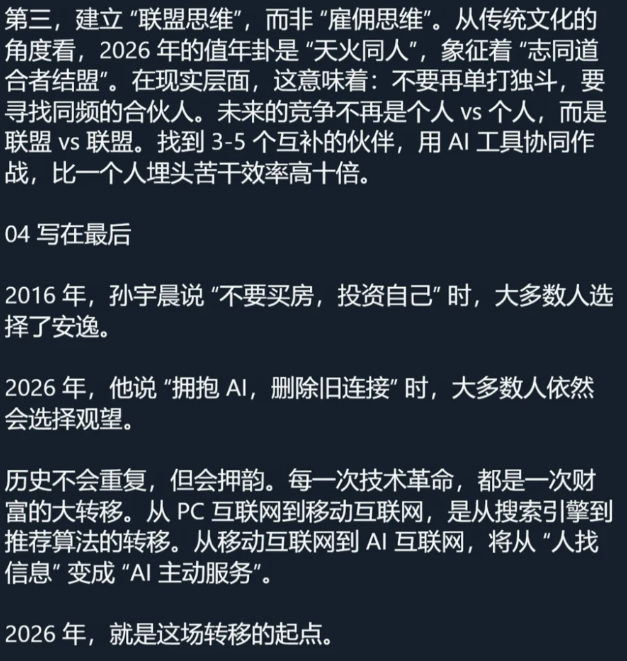 第三，建立 “联盟思维”，而非 “雇佣思维”。从传统文化的
角度看，2026 年的值年卦是 “天火同人”，象征着 “志同道
合者结盟”。在现实层面，这意味着：不要再单打独斗，要
寻找同频的合伙人。未来的竞争不再是个人 vs 个人，而是
联盟 vs 联盟。找到 3-5 个互补的伙伴，用 AI 工具协同作
战，比一个人埋头苦干效率高十倍。
04 写在最后
2016 年，孙宇晨说 “不要买房，投资自己” 时，大多数人选
择了安逸。
2026 年，他说 “拥抱 AI，删除旧连接” 时，大多数人依然
会选择观望。
历史不会重复，但会押韵。每一次技术革命，都是一次财
富的大转移。从 PC 互联网到移动互联网，是从搜索引擎到
推荐算法的转移。从移动互联网到 AI 互联网，将从 “人找
信息” 变成 “AI 主动服务”。
2026 年，就是这场转移的起点。